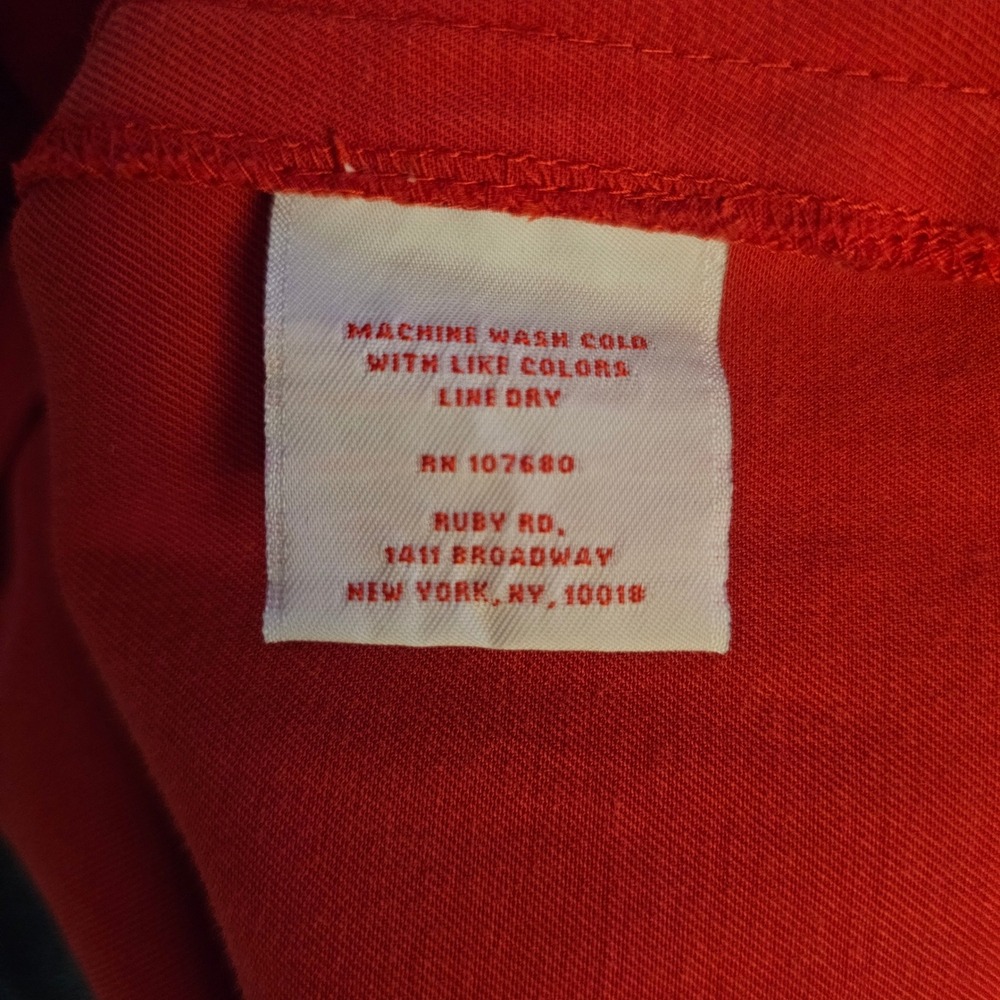 MACHINE WASH COLD
WITH LIKE COLORS
LINE DRY
RN 107680
RUBY RD.
1411 BROADWAY
NEW YORK, NY, 10018